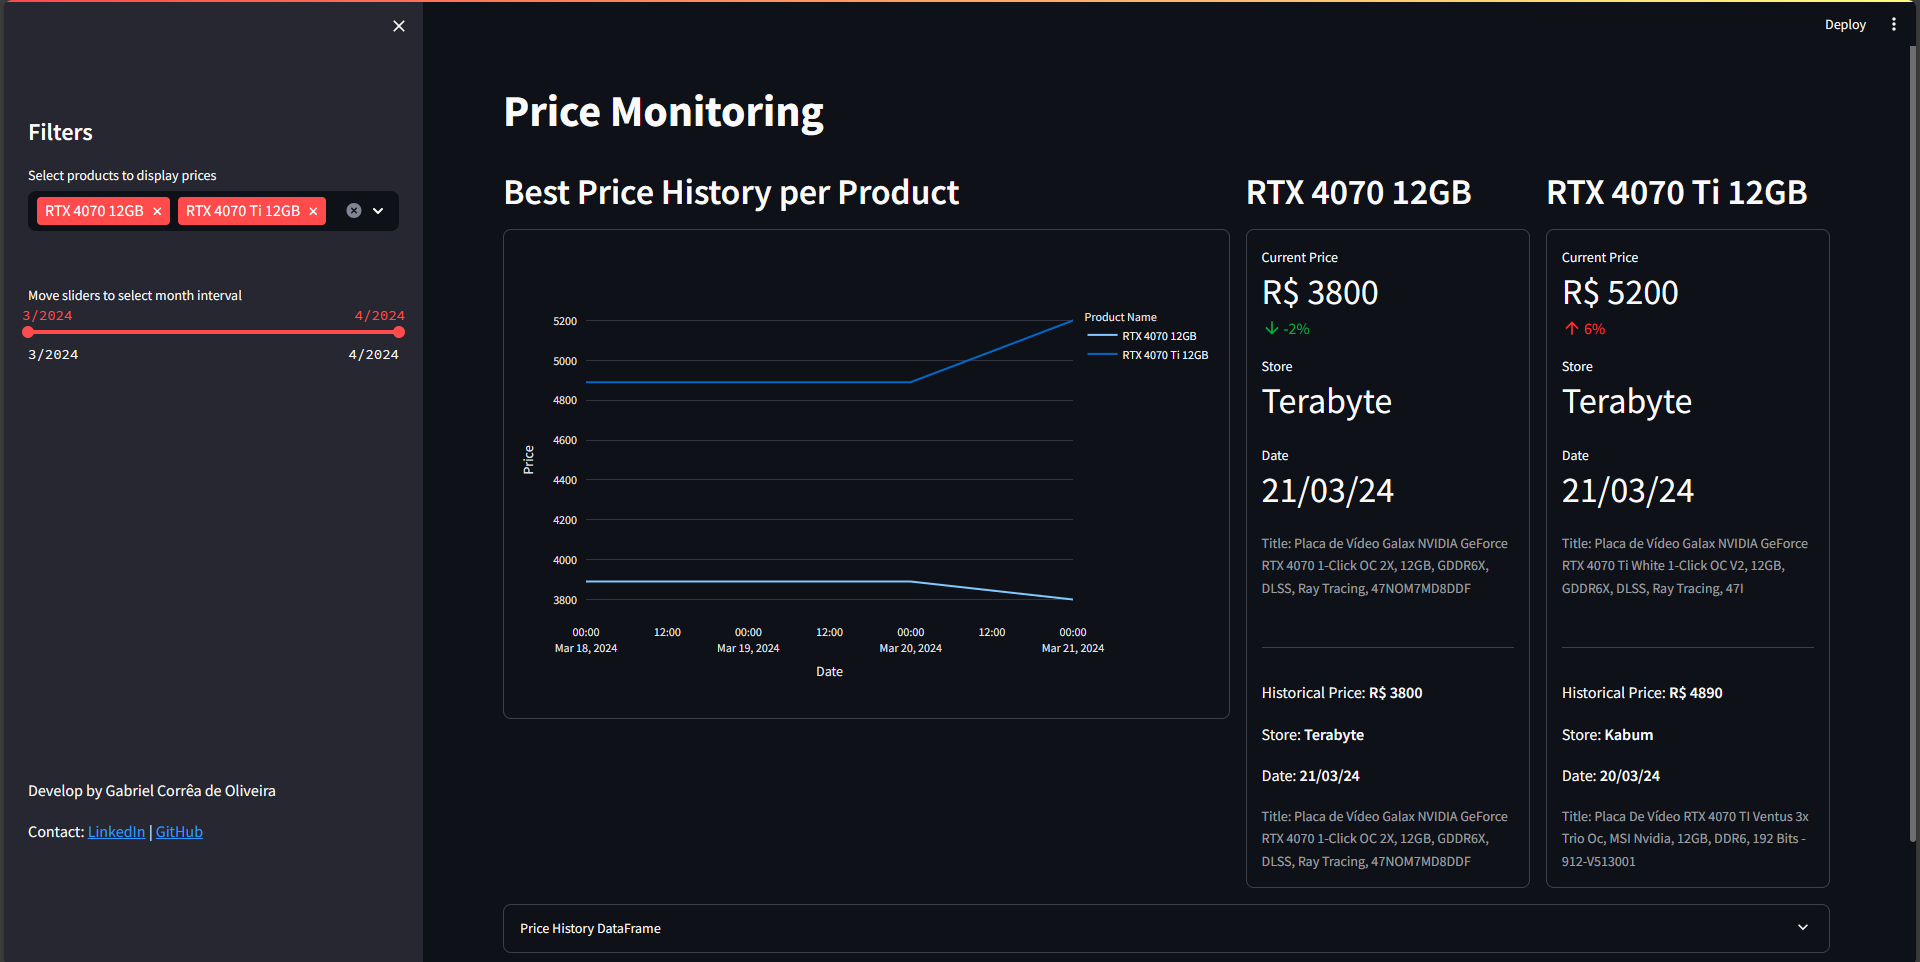 Deploy
Filters
Select products to display prices
RTX 4070 12GB
RTX 4070 Ti 12GB
Move sliders to select month interval
3/2024 4/2024
3/2024 4/2024
Develop by Gabriel Corrêa de Oliveira
Contact: LinkedIn | GitHub
Price Monitoring
Best Price History per Product
5200
5000
4800
4600
4400
4200
4000
3800
Price
00:00 12:00 00:00 12:00 00:00 12:00 00:00
Mar 18, 2024 Mar 19, 2024 Mar 20, 2024 Mar 21, 2024
Date
Product Name
RTX 4070 12GB
RTX 4070 Ti 12GB
RTX 4070 12GB
Current Price
R$ 3800
-2%
Store
Terabyte
Date
21/03/24
Title: Placa de Vídeo Galax NVIDIA GeForce
RTX 4070 1-Click OC 2X, 12GB, GDDR6X,
DLSS, Ray Tracing, 47NOM7MD8DDF
Historical Price: R$ 3800
Store: Terabyte
Date: 21/03/24
Title: Placa de Vídeo Galax NVIDIA GeForce
RTX 4070 1-Click OC 2X, 12GB, GDDR6X,
DLSS, Ray Tracing, 47NOM7MD8DDF
RTX 4070 Ti 12GB
Current Price
R$ 5200
6%
Store
Terabyte
Date
21/03/24
Title: Placa de Vídeo Galax NVIDIA GeForce
RTX 4070 Ti White 1-Click OC V2, 12GB,
GDDR6X, DLSS, Ray Tracing, 47I
Historical Price: R$ 4890
Store: Kabum
Date: 20/03/24
Title: Placa De Vídeo RTX 4070 TI Ventus 3x
Trio Oc, MSI Nvidia, 12GB, DDR6, 192 Bits -
912-V513001
Price History DataFrame